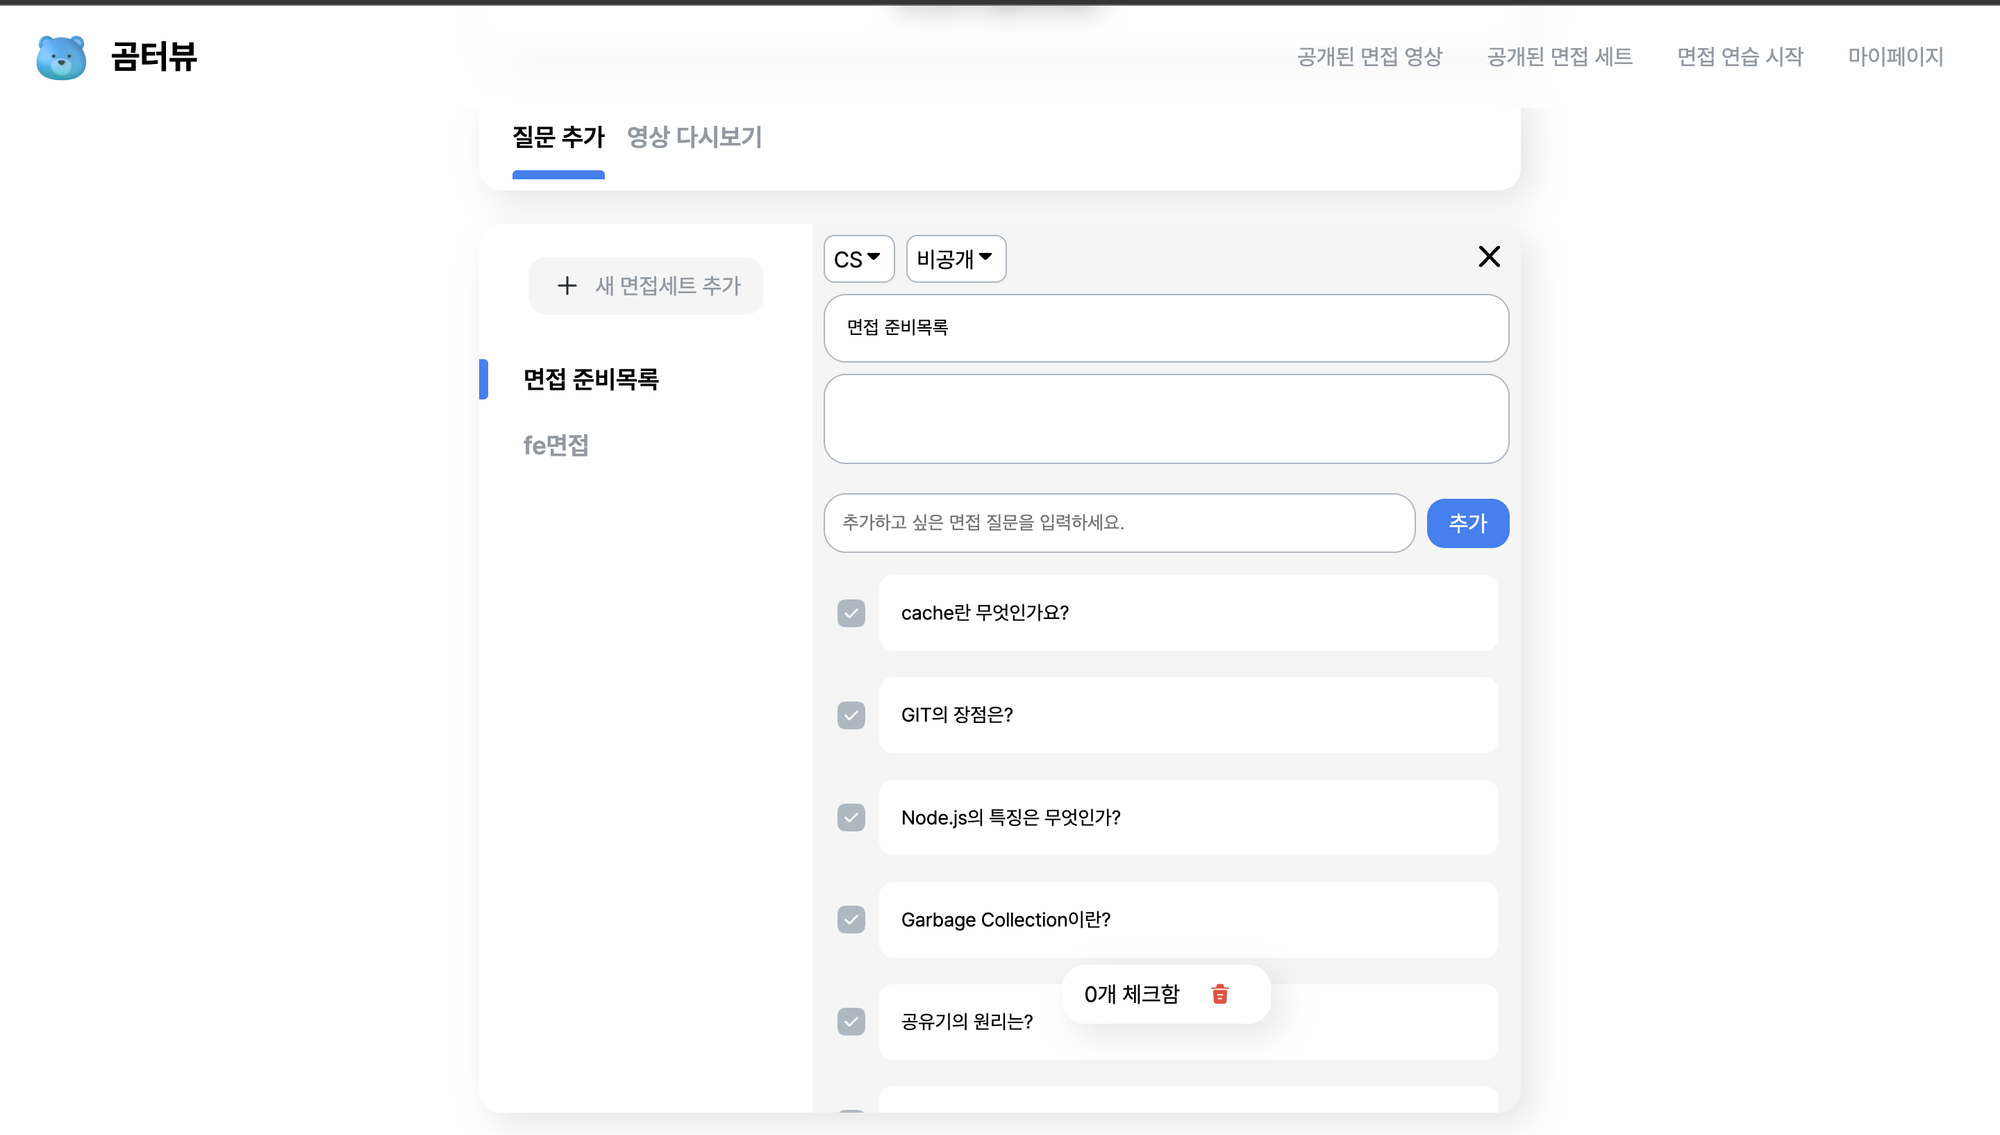 곰터뷰
공개된 면접 영상
공개된 면접 세트
면접 연습 시작
마이페이지
질문 추가
영상 다시보기
새 면접세트 추가
면접 준비목록
fe면접
CS
비공개
면접 준비목록
추가하고 싶은 면접 질문을 입력하세요.
추가
cache란 무엇인가요?
GIT의 장점은?
Node.js의 특징은 무엇인가?
Garbage Collection이란?
0개 체크함
공유기의 원리는?